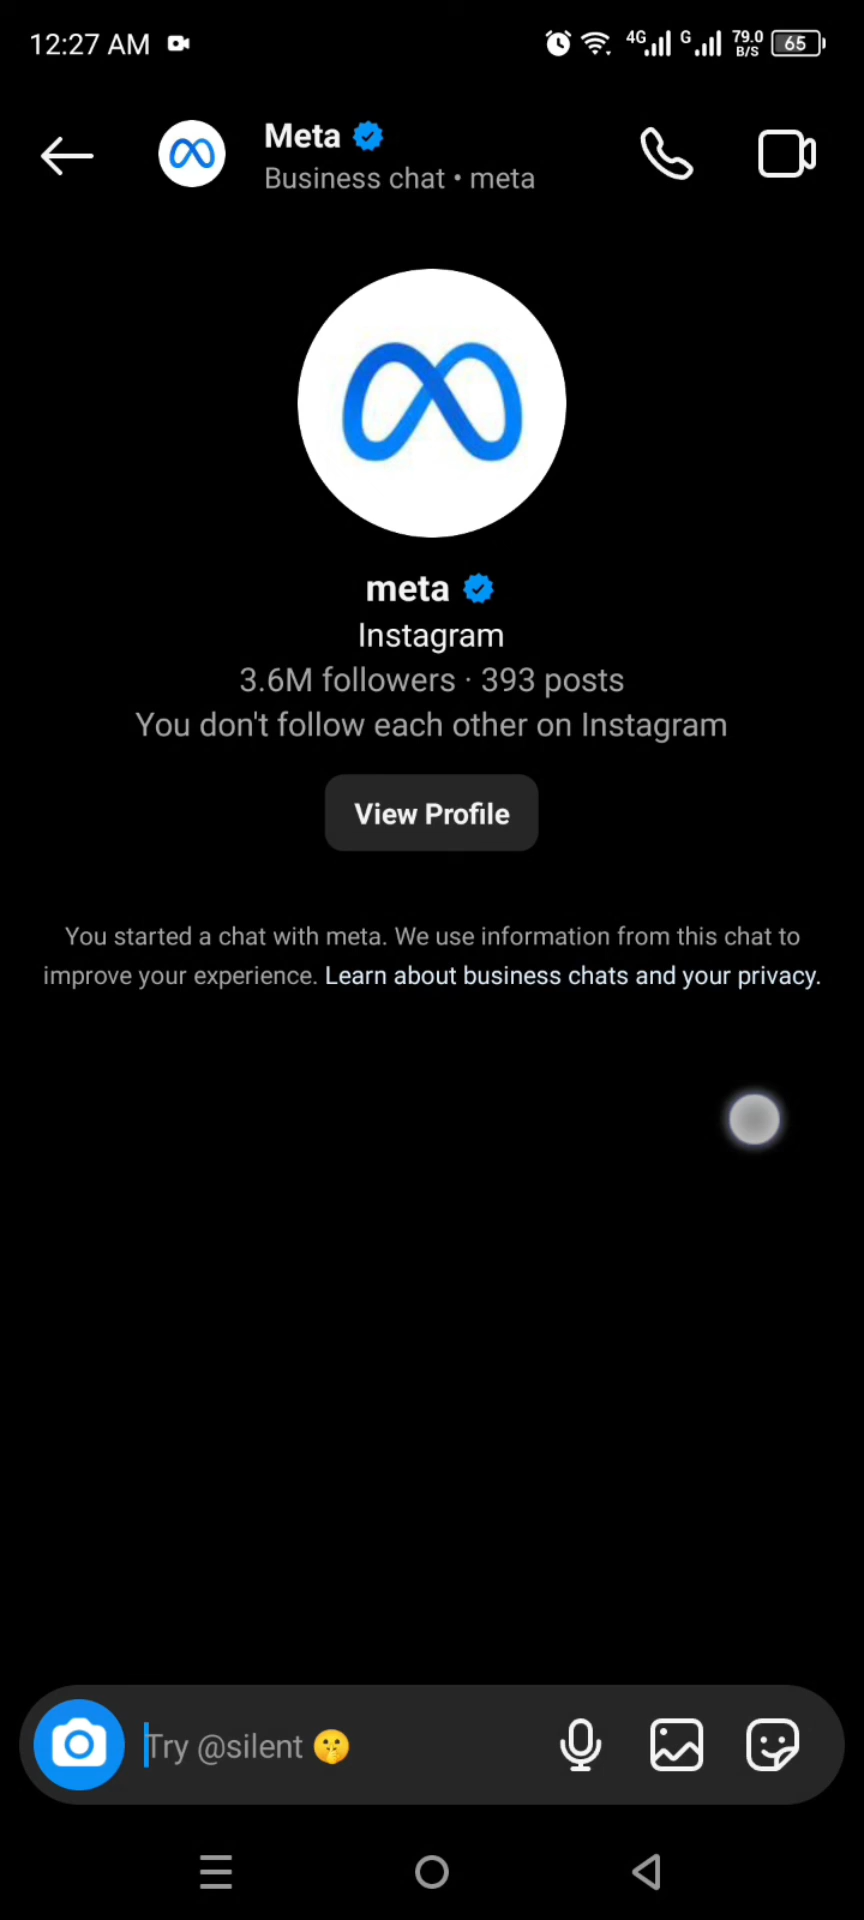 12:27 AM
4G G 79.0 B/S 65
Meta
Business chat • meta
meta
Instagram
3.6M followers · 393 posts
You don't follow each other on Instagram
View Profile
You started a chat with meta. We use information from this chat to
improve your experience. Learn about business chats and your privacy.
Try @silent 🤫